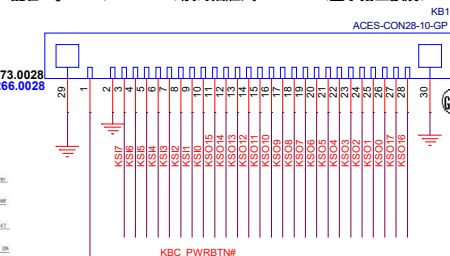 KB1
ACES-CON28-10-GP
73.0028
266.0028
29
1
2
3
4
5
6
7
8
9
10
11
12
13
14
15
16
17
18
19
20
21
22
23
24
25
26
27
28
30
KSI7
KSI6
KSI5
KSI4
KSI3
KSI2
KSI1
KSI0
KSO15
KSO14
KSO13
KSO12
KSO11
KSO10
KSO9
KSO8
KSO7
KSO6
KSO5
KSO4
KSO3
KSO2
KSO1
KSO0
KSO17
KSO16
KBC_PWRBTN#